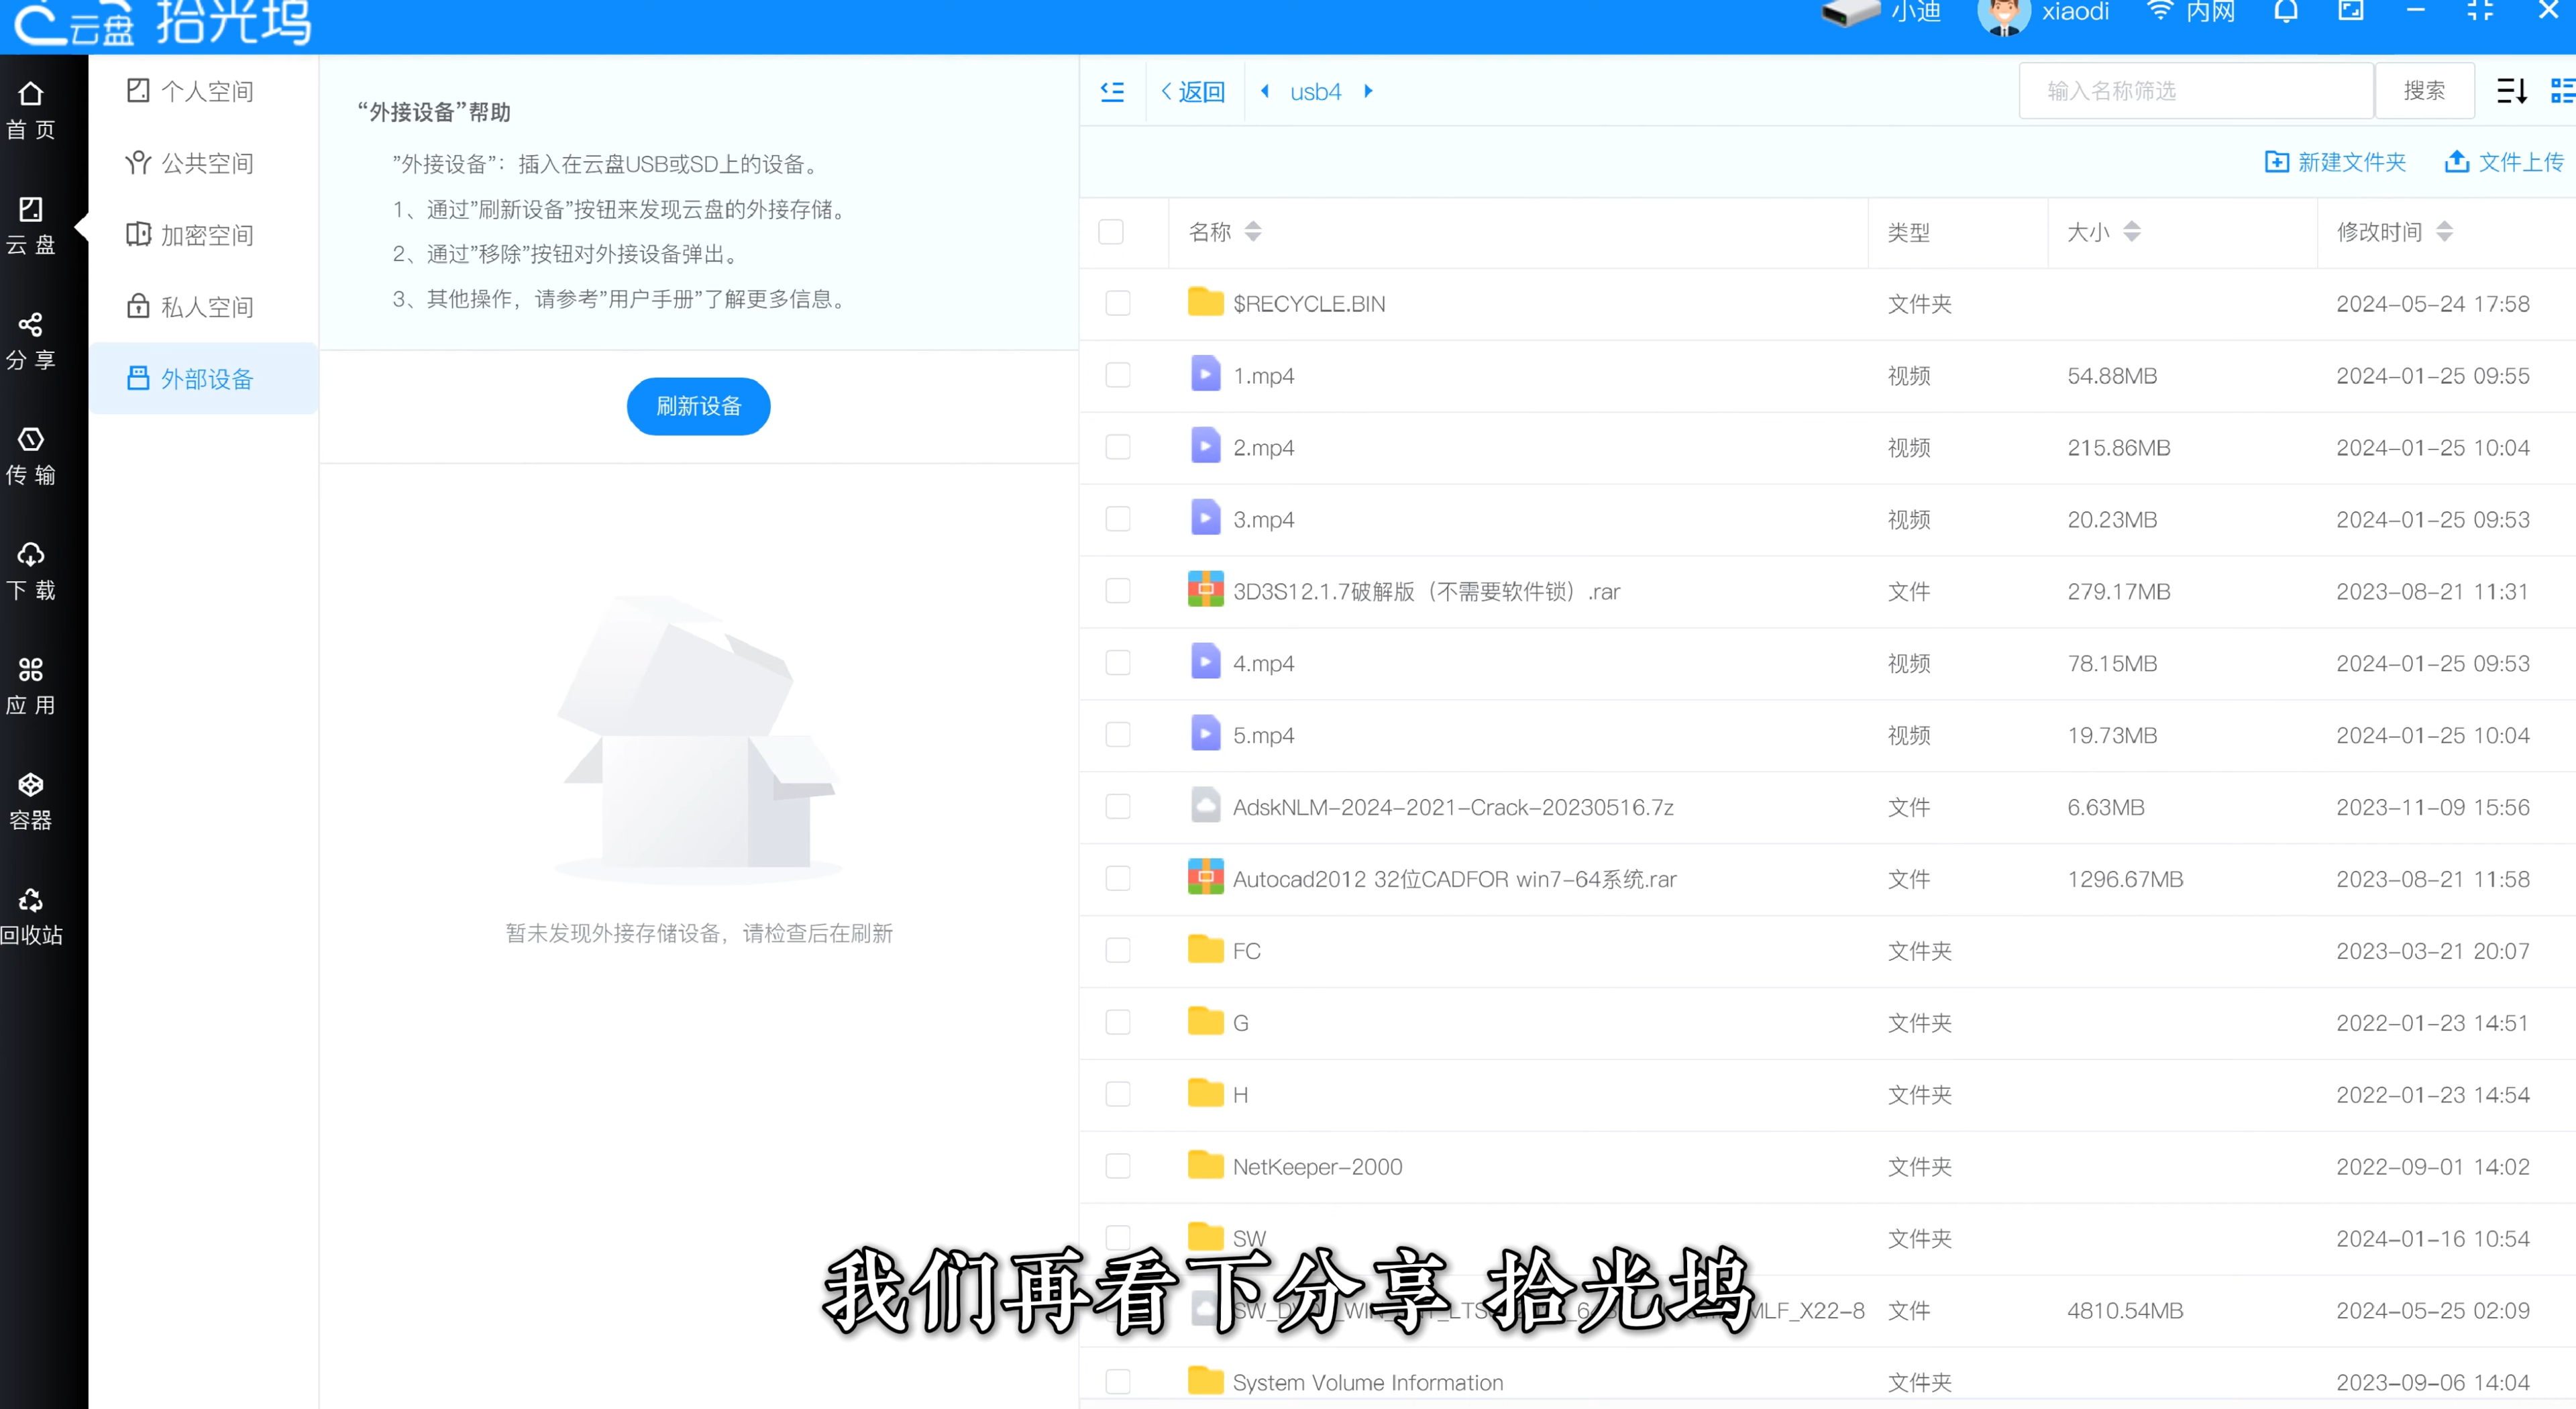 云盘 拾光坞
小迪
xiaodi
内网
首页
云盘
分享
传输
下载
应用
容器
回收站
个人空间
公共空间
加密空间
私人空间
外部设备
“外接设备”帮助
”外接设备”：插入在云盘USB或SD上的设备。
1、通过”刷新设备”按钮来发现云盘的外接存储。
2、通过”移除”按钮对外接设备弹出。
3、其他操作，请参考”用户手册”了解更多信息。
刷新设备
暂未发现外接存储设备，请检查后在刷新
返回 usb4 输入名称筛选 搜索
新建文件夹 文件上传
名称 类型 大小 修改时间
$RECYCLE.BIN 文件夹 2024-05-24 17:58
1.mp4 视频 54.88MB 2024-01-25 09:55
2.mp4 视频 215.86MB 2024-01-25 10:04
3.mp4 视频 20.23MB 2024-01-25 09:53
3D3S12.1.7破解版（不需要软件锁）.rar 文件 279.17MB 2023-08-21 11:31
4.mp4 视频 78.15MB 2024-01-25 09:53
5.mp4 视频 19.73MB 2024-01-25 10:04
AdskNLM-2024-2021-Crack-20230516.7z 文件 6.63MB 2023-11-09 15:56
Autocad2012 32位CADFOR win7-64系统.rar 文件 1296.67MB 2023-08-21 11:58
FC 文件夹 2023-03-21 20:07
G 文件夹 2022-01-23 14:51
H 文件夹 2022-01-23 14:54
NetKeeper-2000 文件夹 2022-09-01 14:02
SW 文件夹 2024-01-16 10:54
文件 4810.54MB 2024-05-25 02:09
System Volume Information 文件夹 2023-09-06 14:04
我们再看下分享 拾光坞